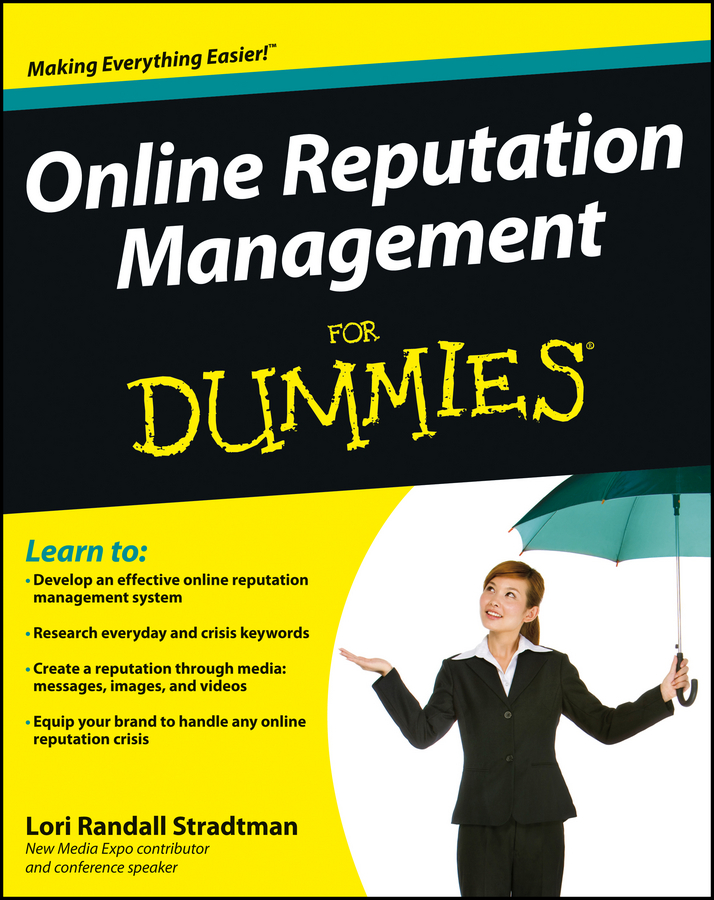 Making Everything Easier!™
Online Reputation
Management
FOR
DUMMIES®
Learn to:
• Develop an effective online reputation
management system
• Research everyday and crisis keywords
• Create a reputation through media:
messages, images, and videos
• Equip your brand to handle any online
reputation crisis
Lori Randall Stradtman
New Media Expo contributor
and conference speaker